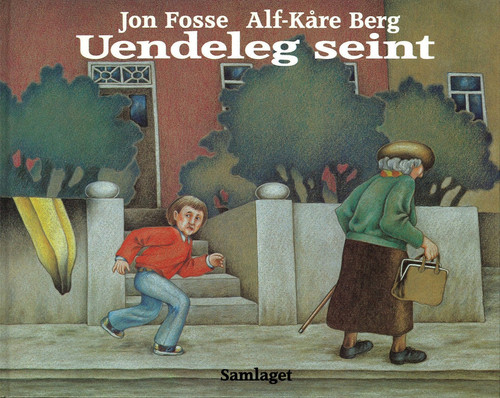 Jon Fosse Alf-Kåre Berg
Uendeleg seint
Samlaget